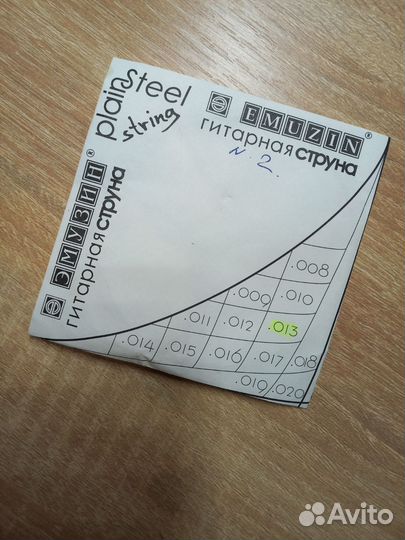 plain steel
string
EMUZIN®
гитарная струна
N. 2.
ЭМУЗИН®
гитарная струна
.008
.009 .010
.011 .012 .013
.014 .015 .016 .017 .018
.019 .020
Avito